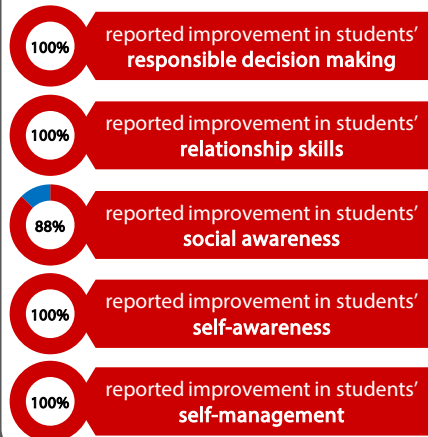 100%
reported improvement in students’
responsible decision making
100%
reported improvement in students’
relationship skills
88%
reported improvement in students’
social awareness
100%
reported improvement in students’
self-awareness
100%
reported improvement in students’
self-management